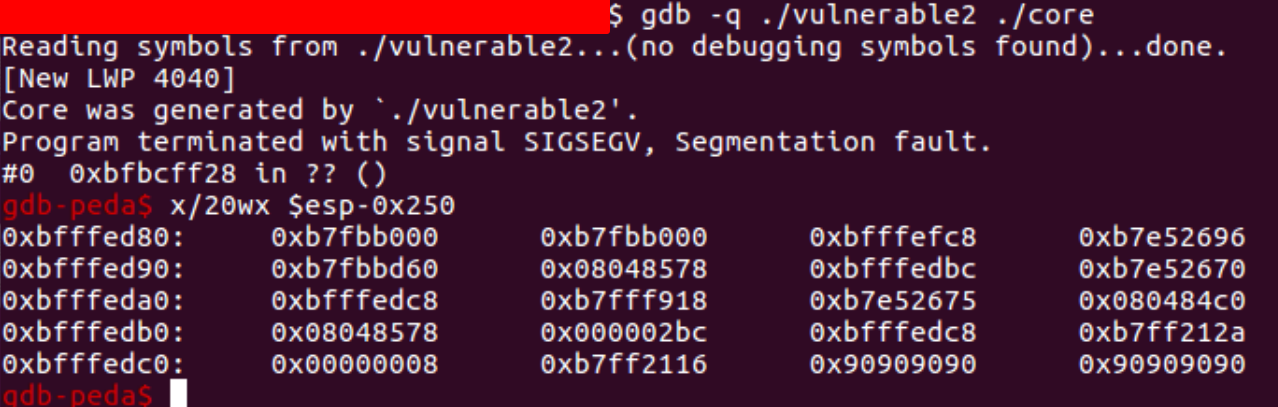 $ gdb -q ./vulnerable2 ./core
Reading symbols from ./vulnerable2...(no debugging symbols found)...done.
[New LWP 4040]
Core was generated by `./vulnerable2'.
Program terminated with signal SIGSEGV, Segmentation fault.
#0  0xbfbcff28 in ?? ()
gdb-peda$ x/20wx $esp-0x250
0xbfffed80:	0xb7fbb000	0xb7fbb000	0xbfffefc8	0xb7e52696
0xbfffed90:	0xb7fbbd60	0x08048578	0xbfffedbc	0xb7e52670
0xbfffeda0:	0xbfffedc8	0xb7fff918	0xb7e52675	0x080484c0
0xbfffedb0:	0x08048578	0x000002bc	0xbfffedc8	0xb7ff212a
0xbfffedc0:	0x00000008	0xb7ff2116	0x90909090	0x90909090
gdb-peda$